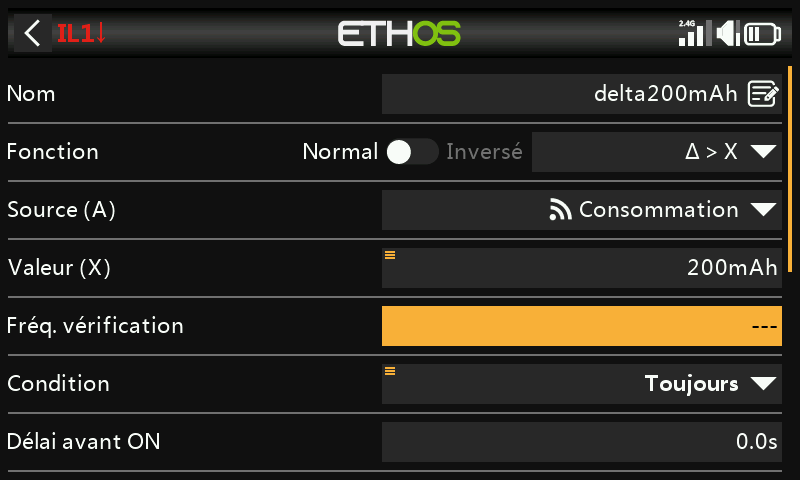 IL1↓ ETHOS 2.4G
Nom delta200mAh
Fonction Normal Inversé Δ > X
Source (A) Consommation
Valeur (X) 200mAh
Fréq. vérification ---
Condition Toujours
Délai avant ON 0.0s